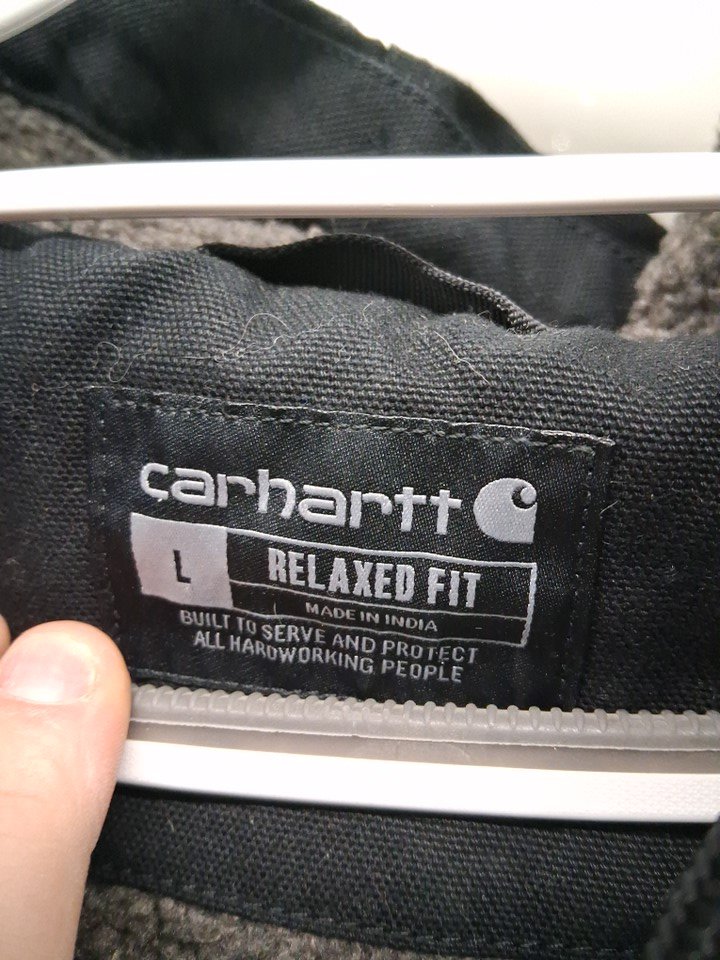 carhartt
L RELAXED FIT
MADE IN INDIA
BUILT TO SERVE AND PROTECT
ALL HARDWORKING PEOPLE